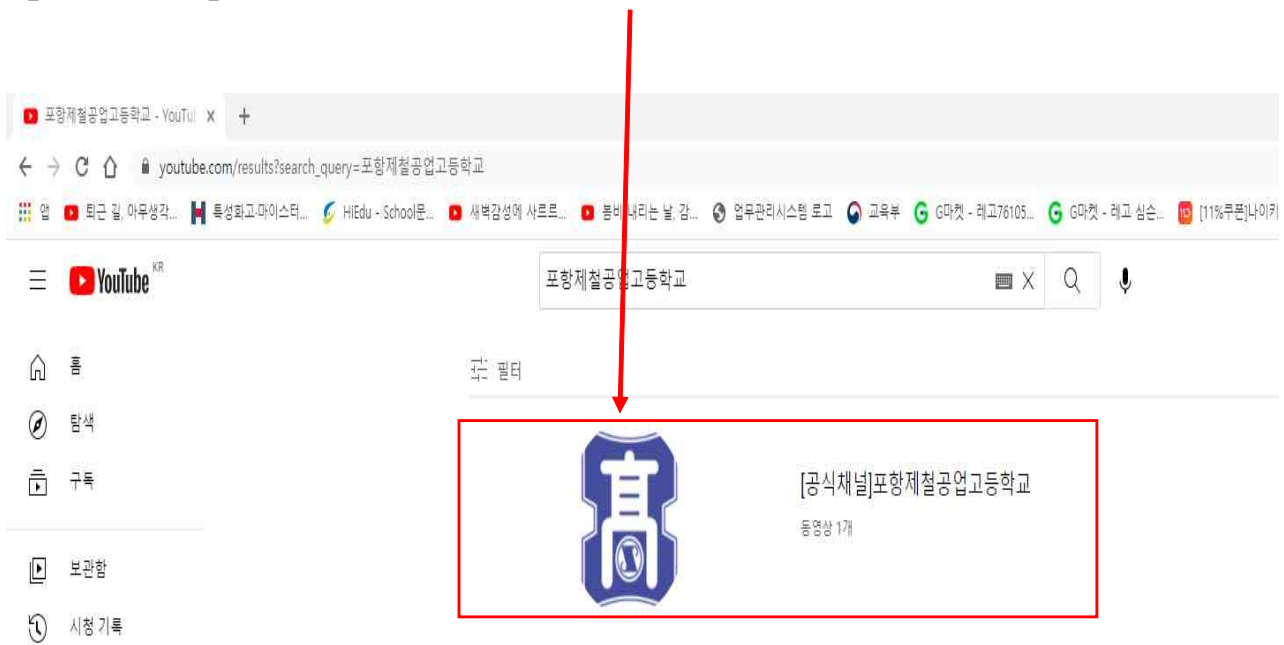 포항제철공업고등학교 - YouTu
youtube.com/results?search_query=포항제철공업고등학교
앱 퇴근 길, 아무생각... 특성화고·마이스터... HiEdu - School문... 새벽감성에 사르르... 봄비 내리는 날, 감... 업무관리시스템 로고 교육부 G마켓 - 레고76105... G마켓 - 레고 심슨... [11%쿠폰]나이키
YouTube KR
포항제철공업고등학교
홈
필터
탐색
구독
高
[공식채널]포항제철공업고등학교
동영상 1개
보관함
시청 기록